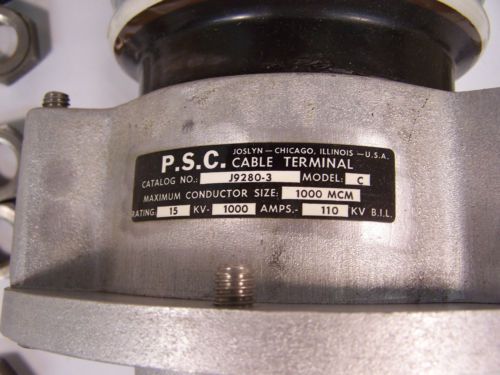 JOSLYN — CHICAGO, ILLINOIS — U.S.A.
P.S.C. CABLE TERMINAL
CATALOG NO.: J9280-3 MODEL: C
MAXIMUM CONDUCTOR SIZE: 1000 MCM
RATING: 15 KV- 1000 AMPS.- 110 KV B.I.L.